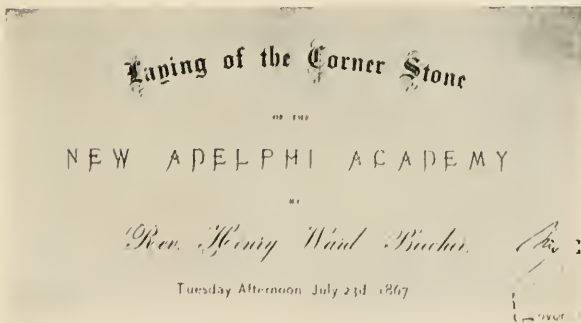 Laying of the Corner Stone
OF THE
NEW ADELPHI ACADEMY
BY
Rev. Henry Ward Beecher.
Tuesday Afternoon July 23d 1867